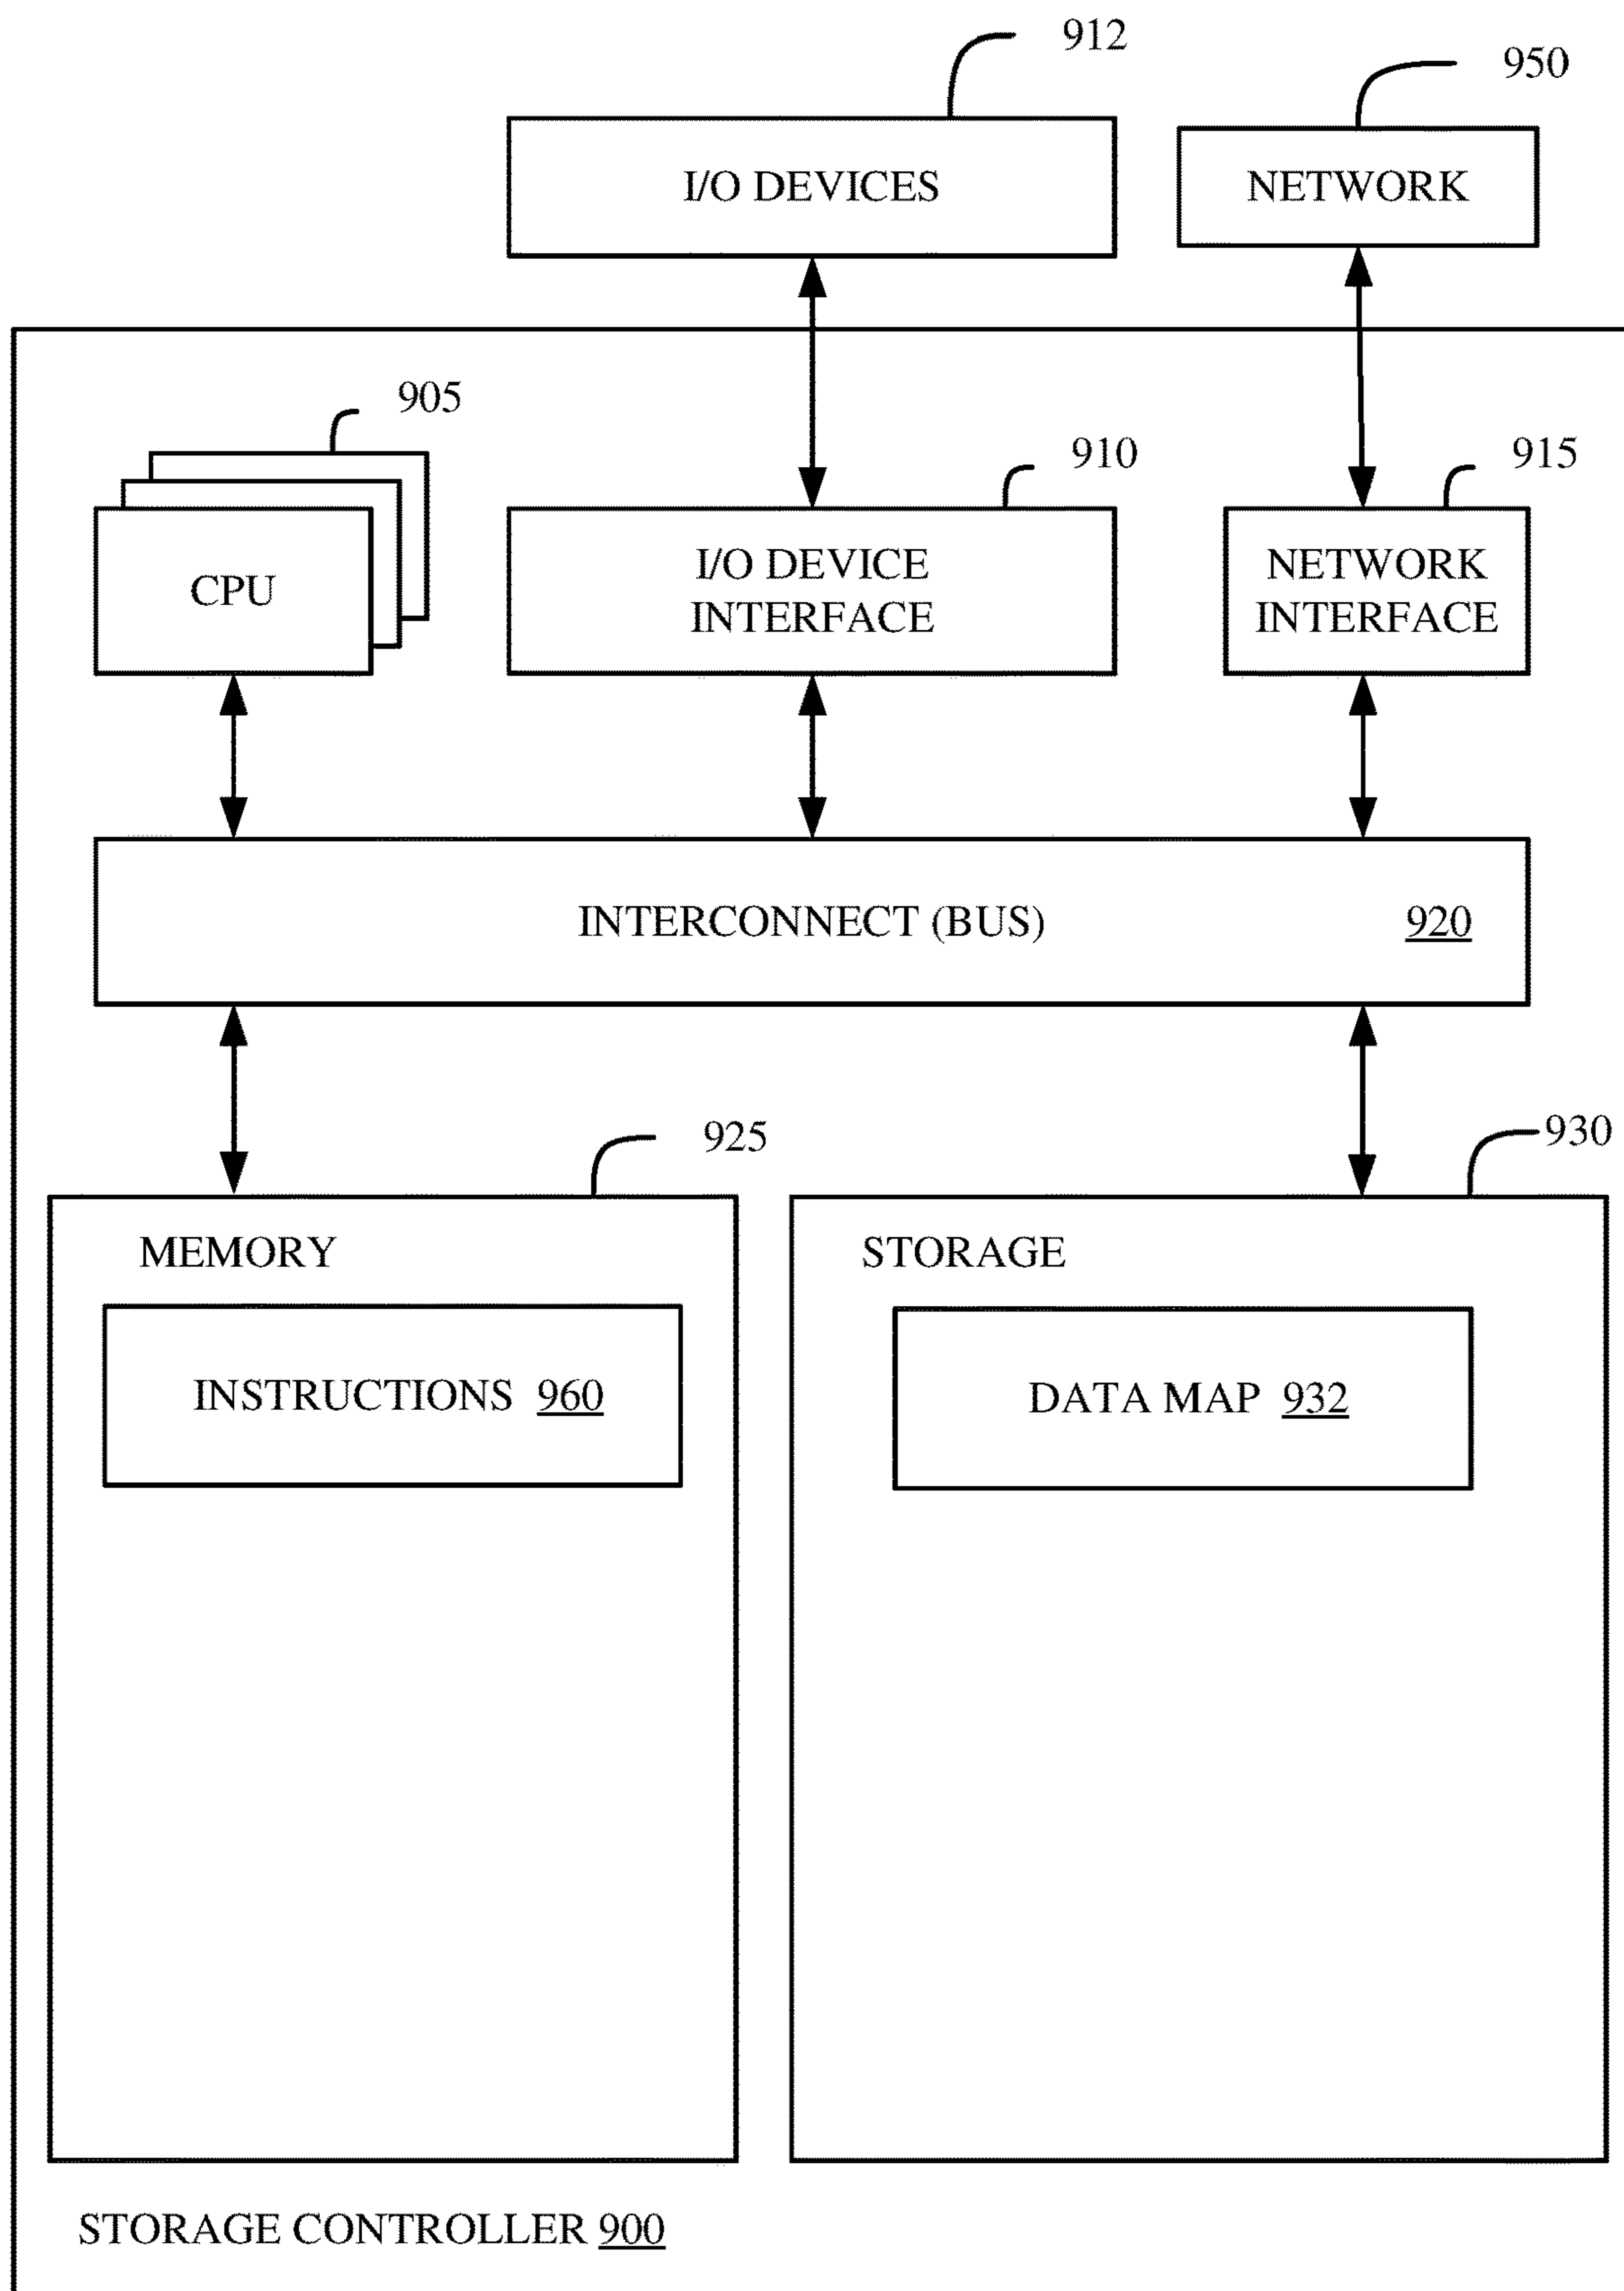 912
950
I/O DEVICES
NETWORK
905
910
915
CPU
I/O DEVICE
INTERFACE
NETWORK
INTERFACE
INTERCONNECT (BUS) 920
925
930
MEMORY
STORAGE
INSTRUCTIONS 960
DATA MAP 932
STORAGE CONTROLLER 900